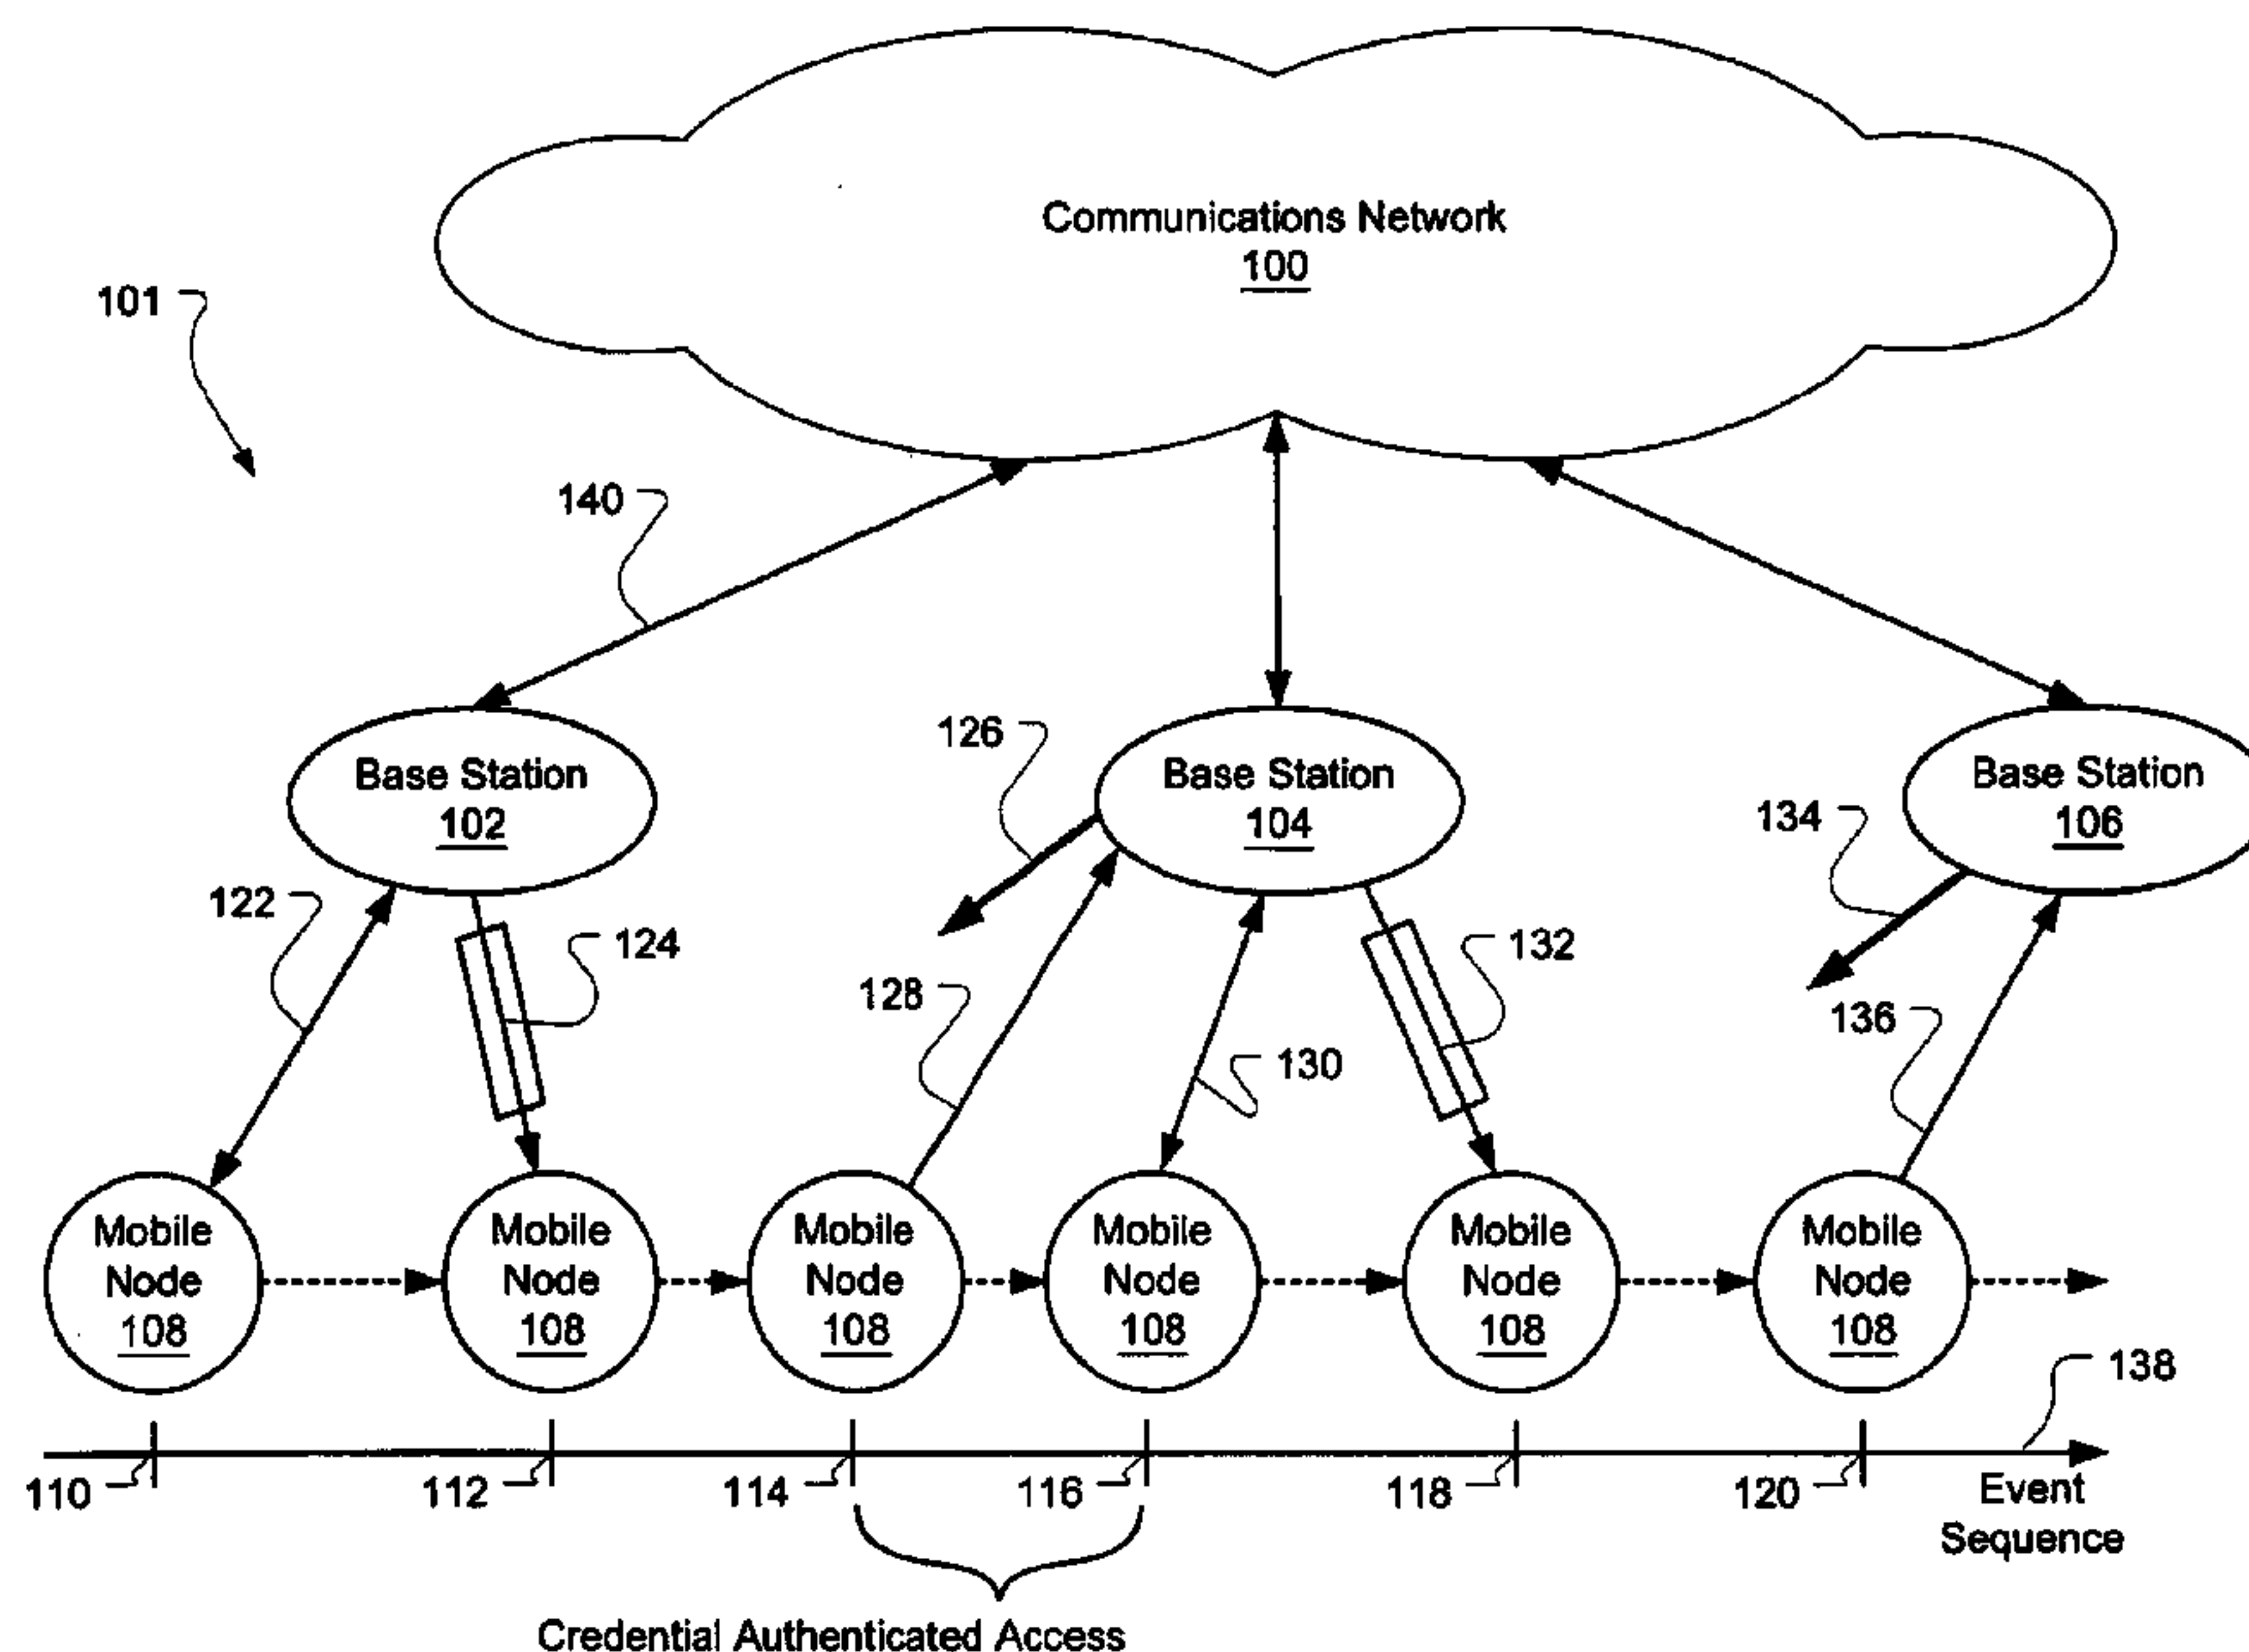 Communications Network
100
101
140
126
Base Station
102
Base Station
104
Base Station
106
134
122
124
128
132
136
130
Mobile
Node
108
Mobile
Node
108
Mobile
Node
108
Mobile
Node
108
Mobile
Node
108
Mobile
Node
108
138
110
112
114
116
118
120
Event
Sequence
Credential Authenticated Access